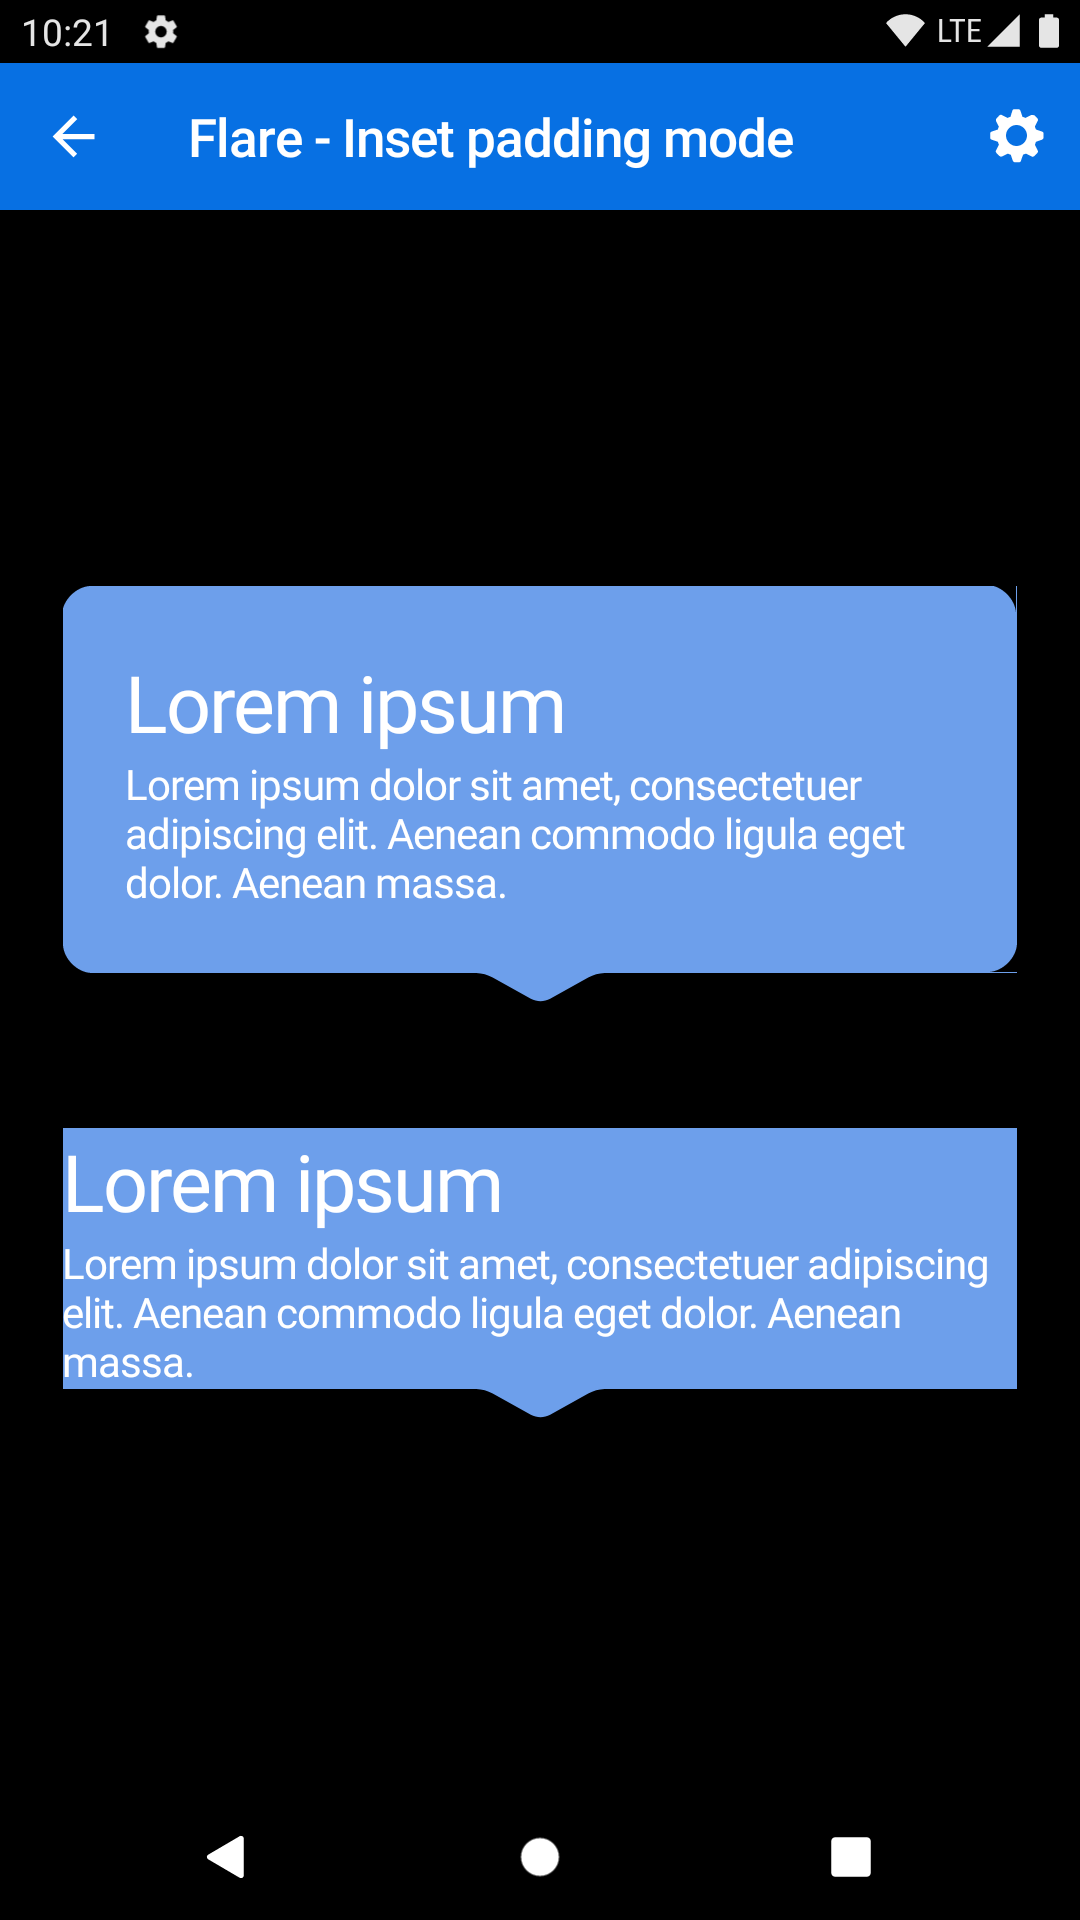 10:21
LTE
Flare - Inset padding mode
Lorem ipsum
Lorem ipsum dolor sit amet, consectetuer
adipiscing elit. Aenean commodo ligula eget
dolor. Aenean massa.
Lorem ipsum
Lorem ipsum dolor sit amet, consectetuer adipiscing
elit. Aenean commodo ligula eget dolor. Aenean
massa.